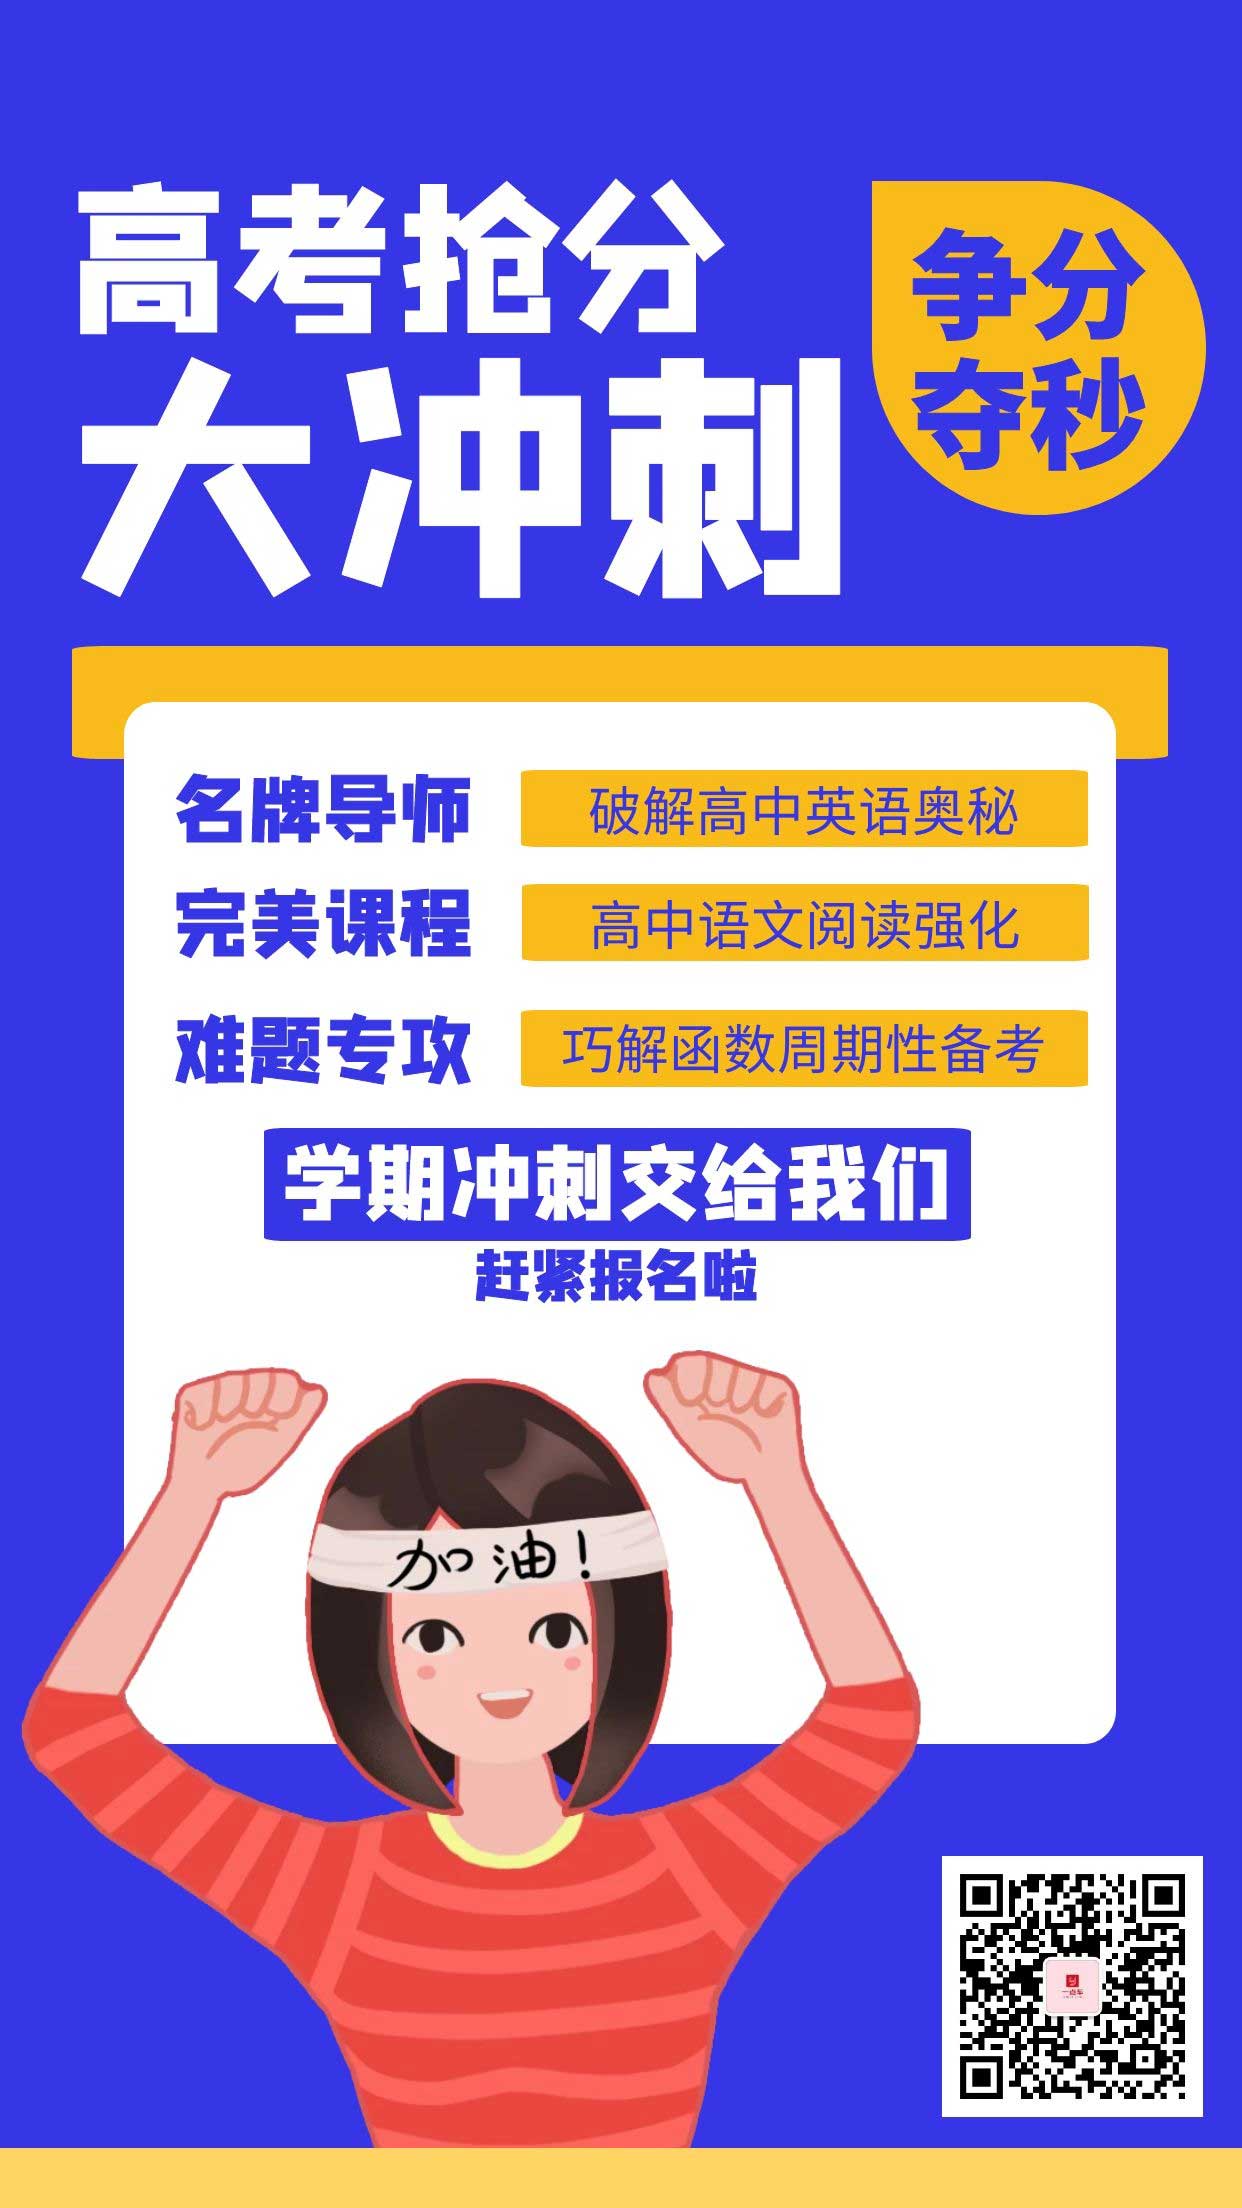 高考抢分
大冲刺
争分
夺秒
名牌导师
破解高中英语奥秘
完美课程
高中语文阅读强化
难题专攻
巧解函数周期性备考
学期冲刺交给我们
赶紧报名啦
加油！